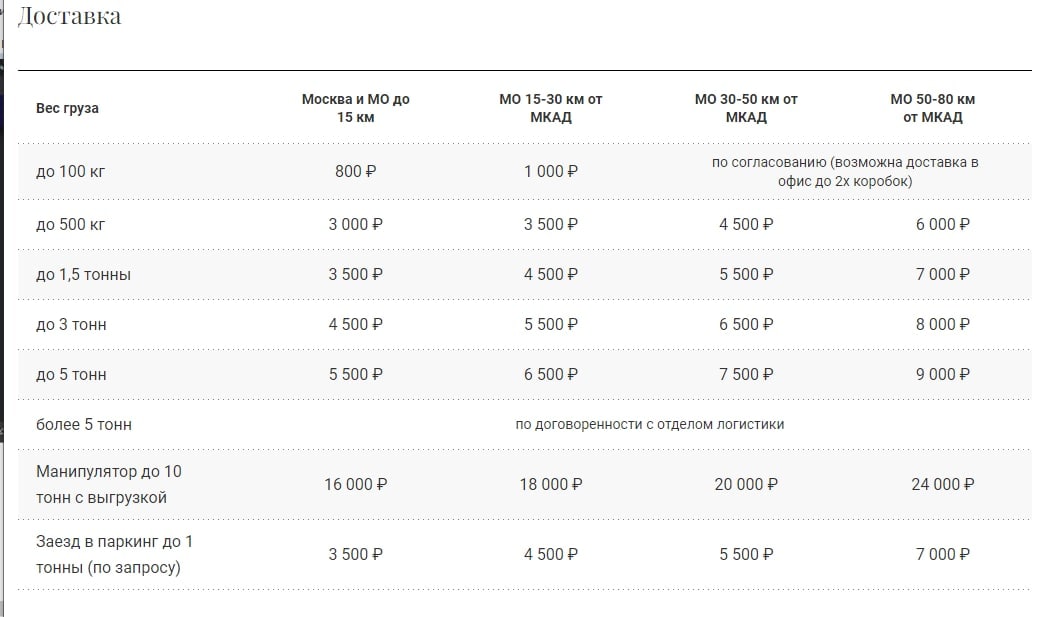 Доставка
Вес груза
Москва и МО до
15 км
МО 15-30 км от
МКАД
МО 30-50 км от
МКАД
МО 50-80 км
от МКАД
до 100 кг
800 ₽
1 000 ₽
по согласованию (возможна доставка в
офис до 2х коробок)
до 500 кг
3 000 ₽
3 500 ₽
4 500 ₽
6 000 ₽
до 1,5 тонны
3 500 ₽
4 500 ₽
5 500 ₽
7 000 ₽
до 3 тонн
4 500 ₽
5 500 ₽
6 500 ₽
8 000 ₽
до 5 тонн
5 500 ₽
6 500 ₽
7 500 ₽
9 000 ₽
более 5 тонн
по договоренности с отделом логистики
Манипулятор до 10
тонн с выгрузкой
16 000 ₽
18 000 ₽
20 000 ₽
24 000 ₽
Заезд в паркинг до 1
тонны (по запросу)
3 500 ₽
4 500 ₽
5 500 ₽
7 000 ₽